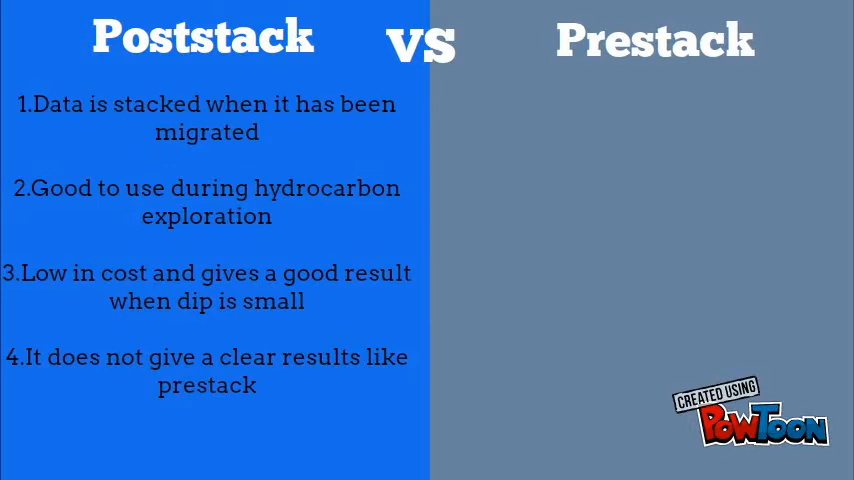 Poststack vs Prestack
1.Data is stacked when it has been
migrated
2.Good to use during hydrocarbon
exploration
3.Low in cost and gives a good result
when dip is small
4.It does not give a clear results like
prestack
CREATED USING
POWTOON